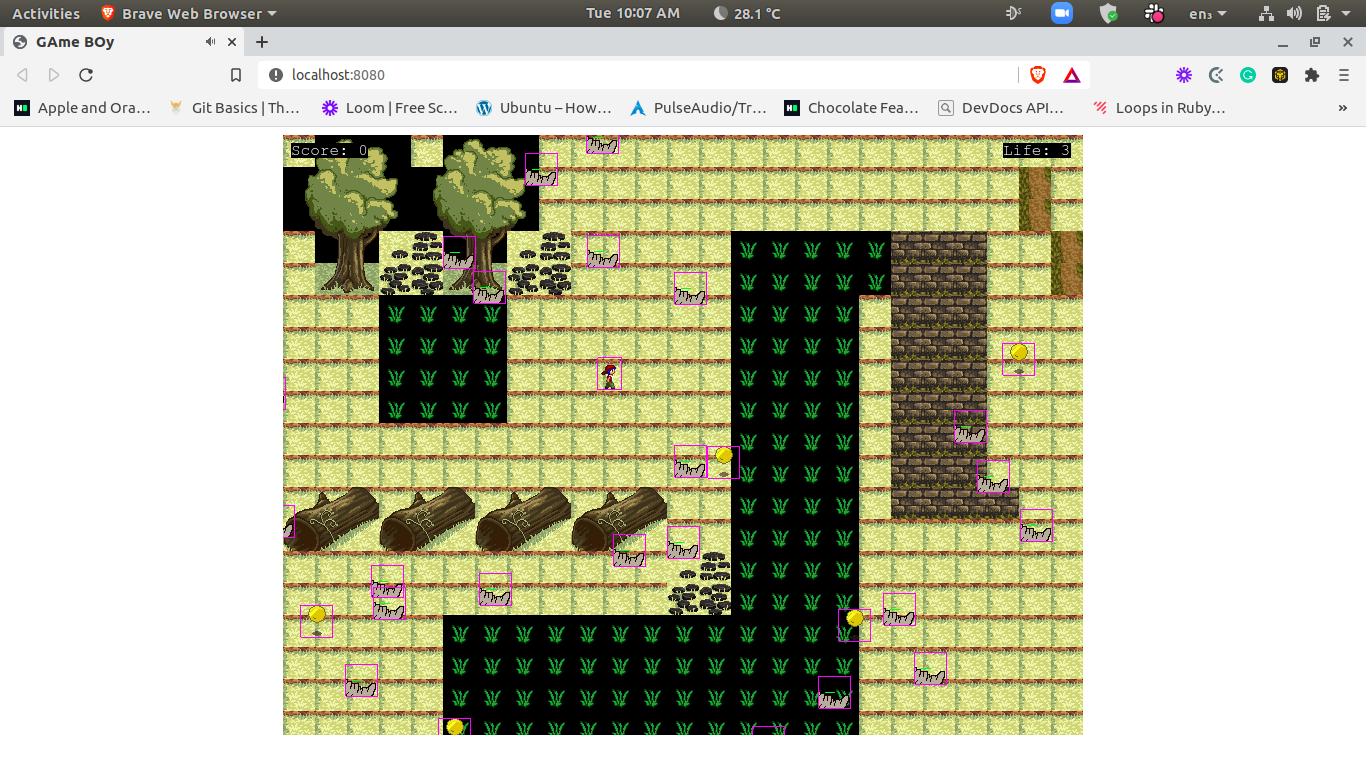 Activities Brave Web Browser Tue 10:07 AM 28.1 °C en₃
GAme BOy
localhost:8080
Apple and Ora… Git Basics | Th… Loom | Free Sc… Ubuntu – How… PulseAudio/Tr… Chocolate Fea… DevDocs API… Loops in Ruby… »
Score: 0 Life: 3